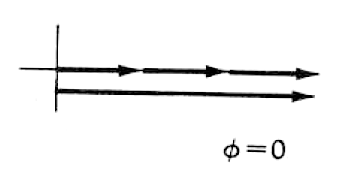 ϕ = 0